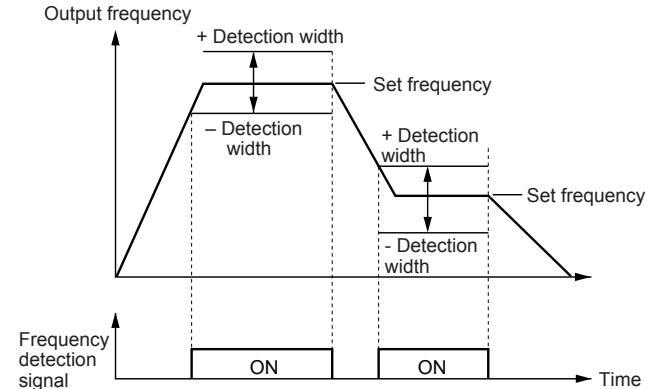 Output frequency
+ Detection width
Set frequency
– Detection
width
+ Detection
width
Set frequency
- Detection
width
Frequency
detection
signal
ON
ON
Time